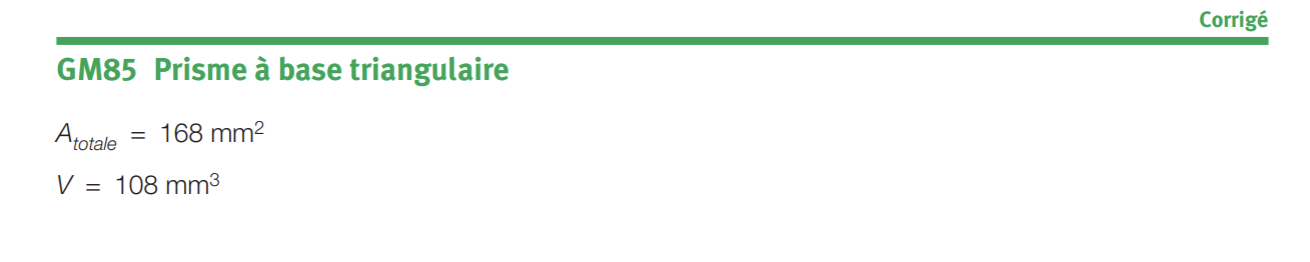 Corrigé
GM85 Prisme à base triangulaire
A_totale = 168 mm²
V = 108 mm³